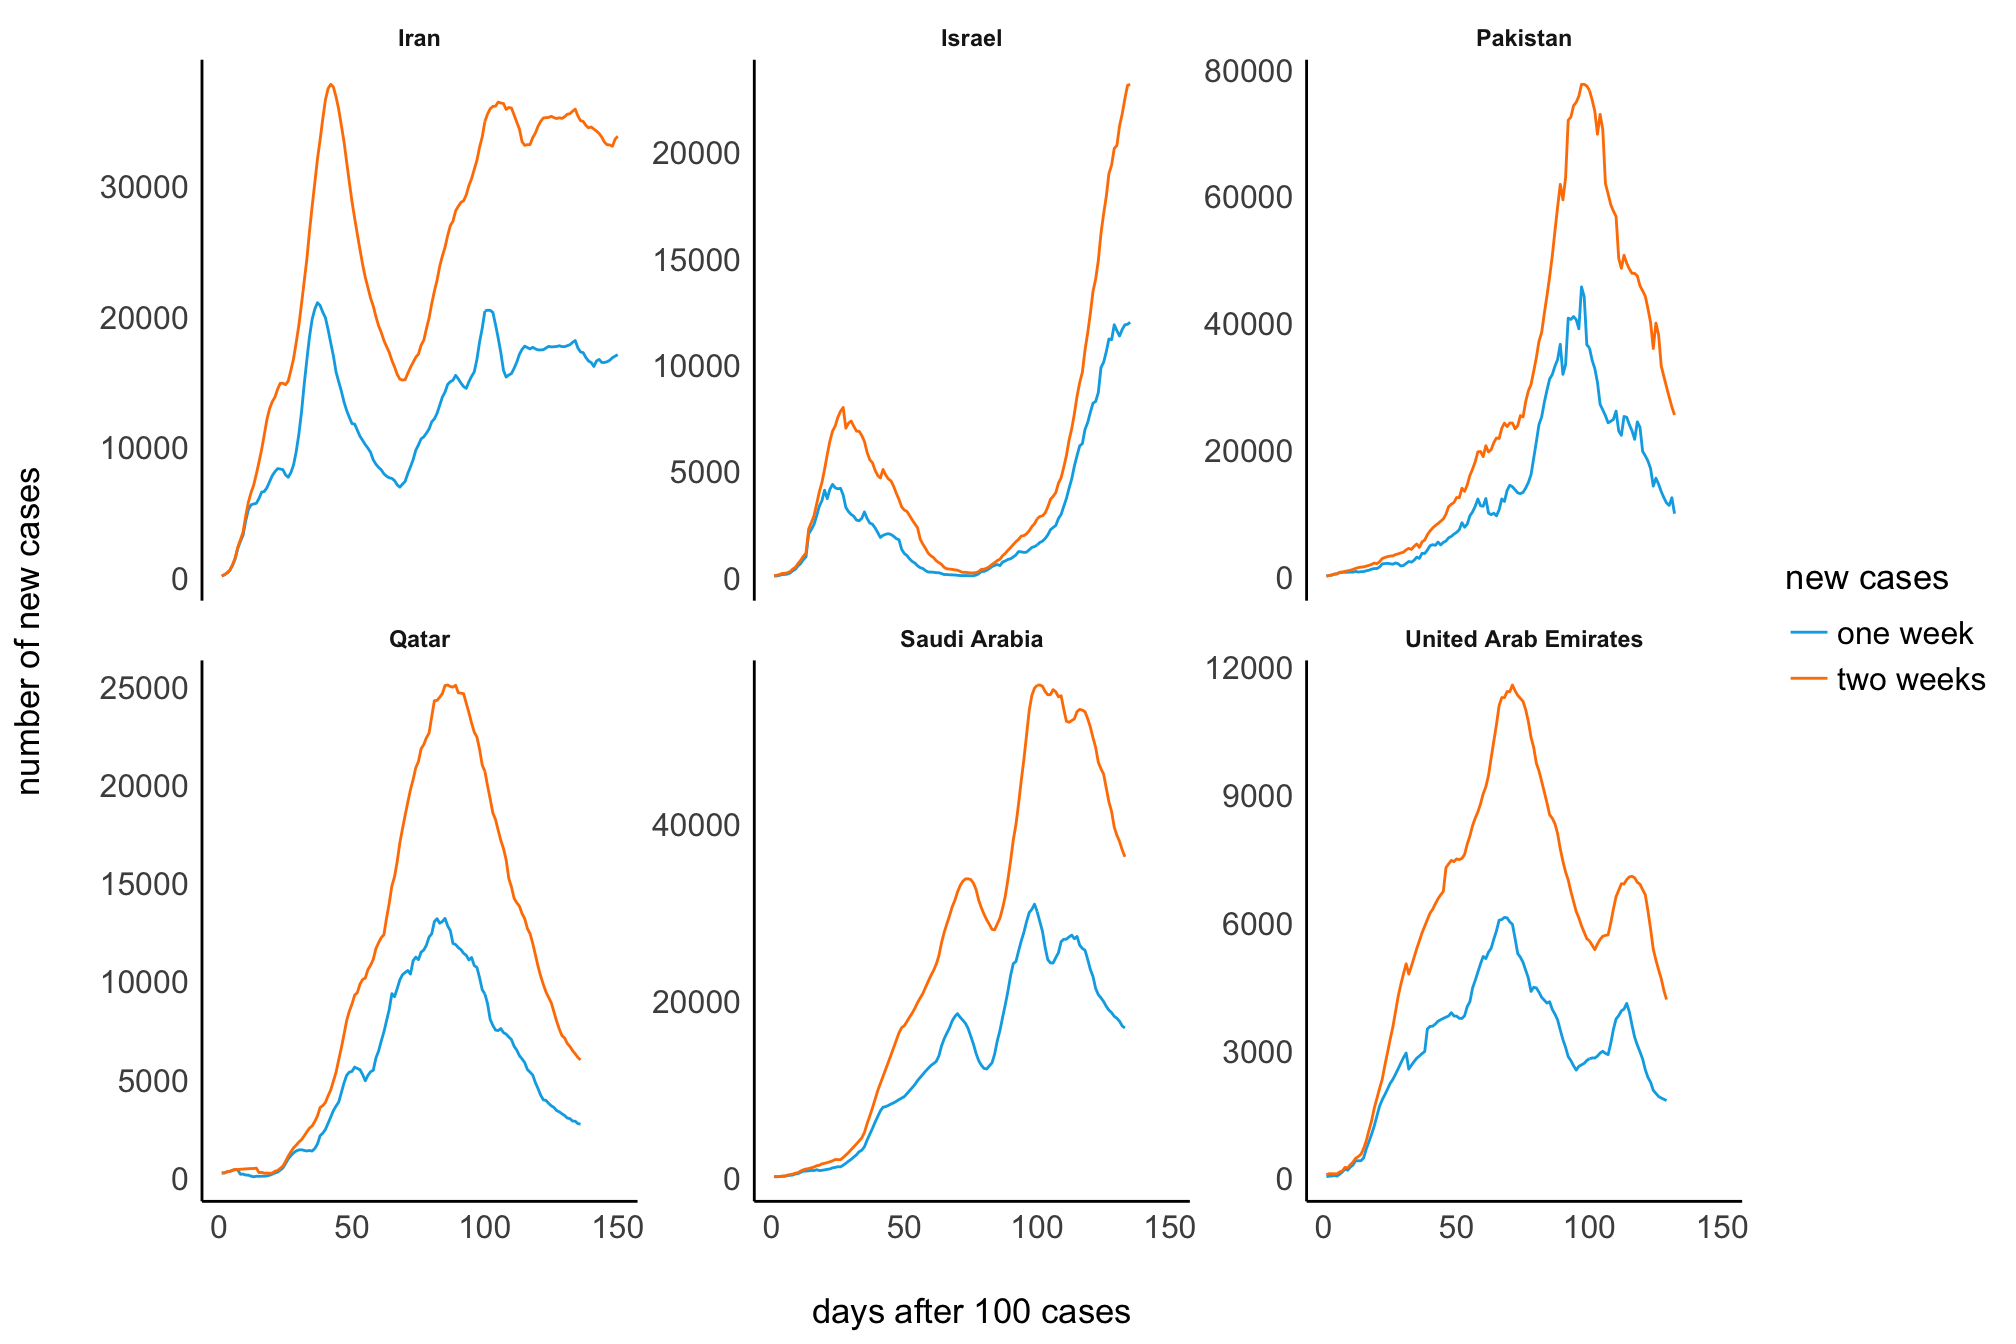 Iran
Israel
Pakistan
30000
20000
10000
0
20000
15000
10000
5000
0
80000
60000
40000
20000
0
Qatar
Saudi Arabia
United Arab Emirates
25000
20000
15000
10000
5000
0
40000
20000
0
12000
9000
6000
3000
0
0 50 100 150
0 50 100 150
0 50 100 150
number of new cases
days after 100 cases
new cases
one week
two weeks